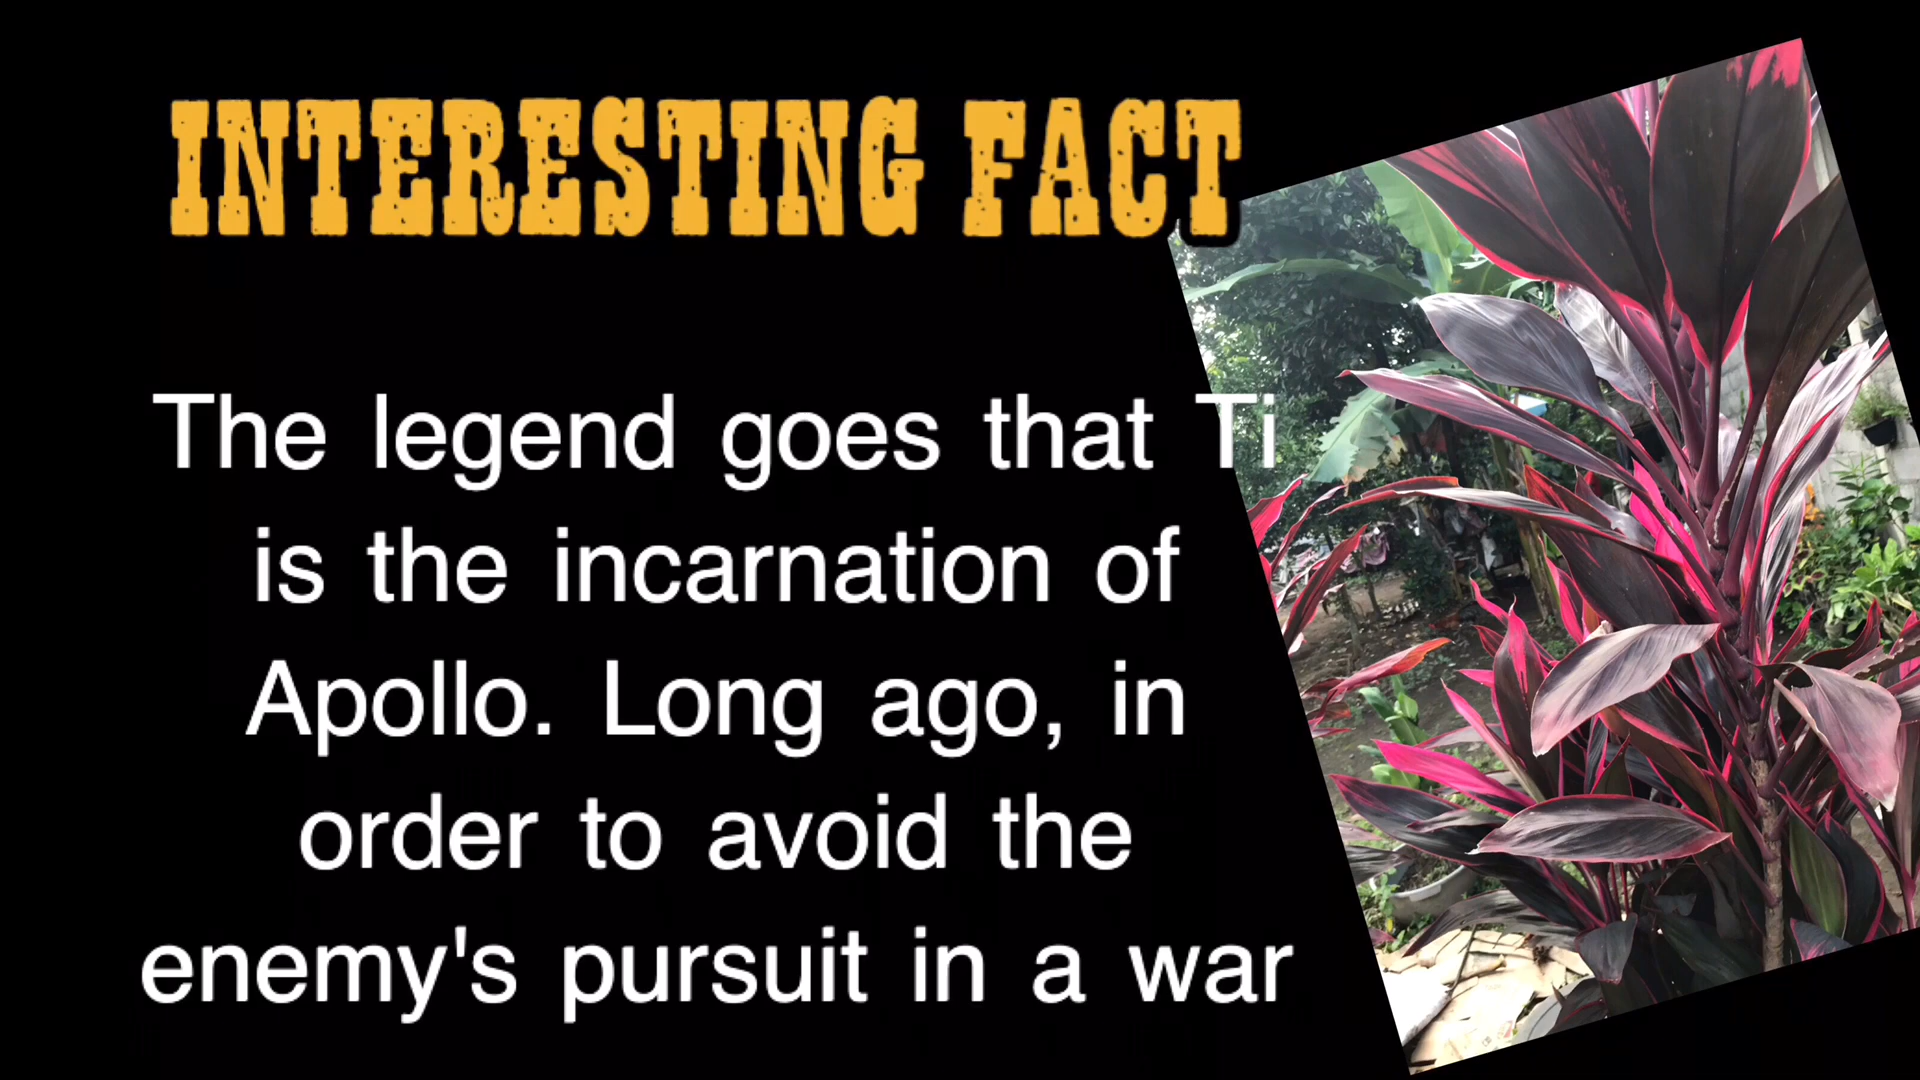 INTERESTING FACT
The legend goes that Ti
is the incarnation of
Apollo. Long ago, in
order to avoid the
enemy's pursuit in a war